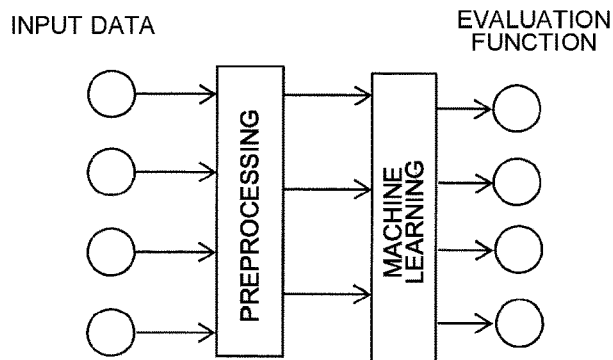 INPUT DATA
EVALUATION
FUNCTION
PREPROCESSING
MACHINE
LEARNING